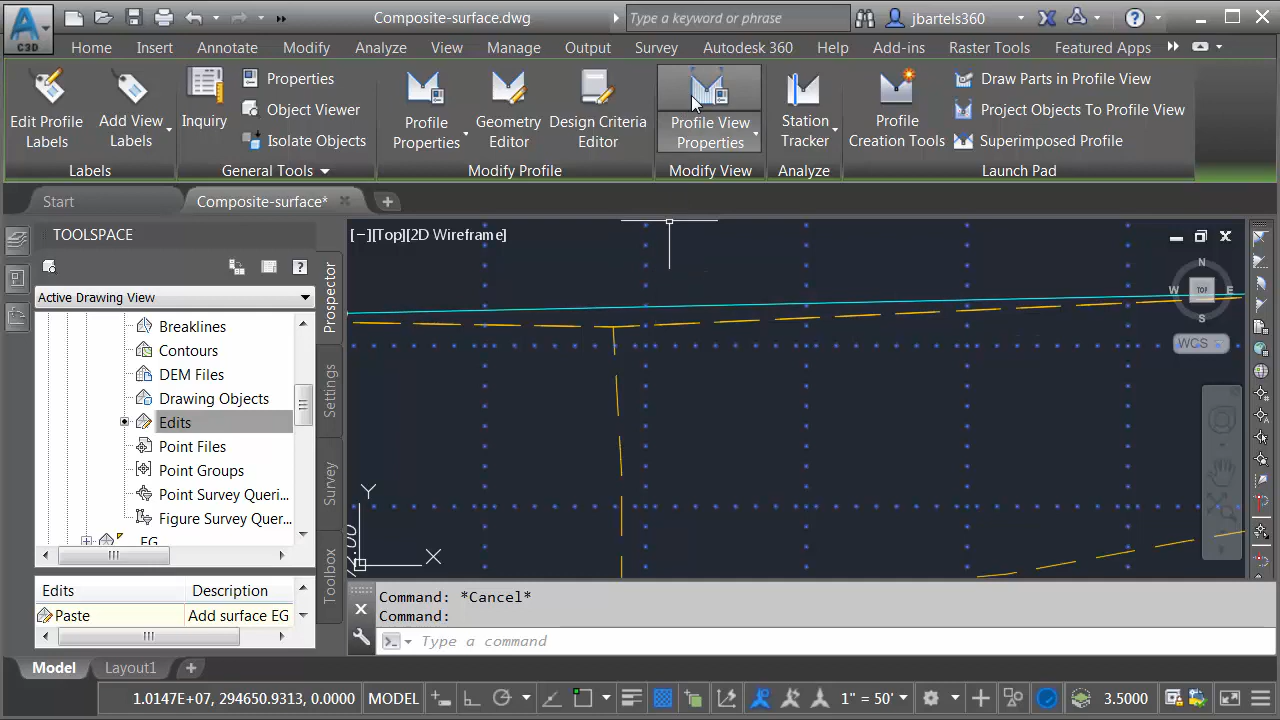 C3D
Composite-surface.dwg
Type a keyword or phrase
jbartels360
?
Home Insert Annotate Modify Analyze View Manage Output Survey Autodesk 360 Help Add-ins Raster Tools Featured Apps
Edit Profile Labels
Add View Labels
Inquiry
Properties
Object Viewer
Isolate Objects
Profile Properties
Geometry Editor
Design Criteria Editor
Profile View Properties
Station Tracker
Profile Creation Tools
Draw Parts in Profile View
Project Objects To Profile View
Superimposed Profile
Labels General Tools Modify Profile Modify View Analyze Launch Pad
Start Composite-surface*
TOOLSPACE
?
Active Drawing View
Breaklines
Contours
DEM Files
Drawing Objects
Edits
Point Files
Point Groups
Point Survey Queri...
Figure Survey Quer...
EG
Edits Description
Paste Add surface EG
Prospector
Settings
Survey
Toolbox
[−][Top][2D Wireframe]
N
W TOP E
S
WCS
Y
X
Command: *Cancel*
Command:
Type a command
Model Layout1
1.0147E+07, 294650.9313, 0.0000 MODEL 1" = 50' 3.5000